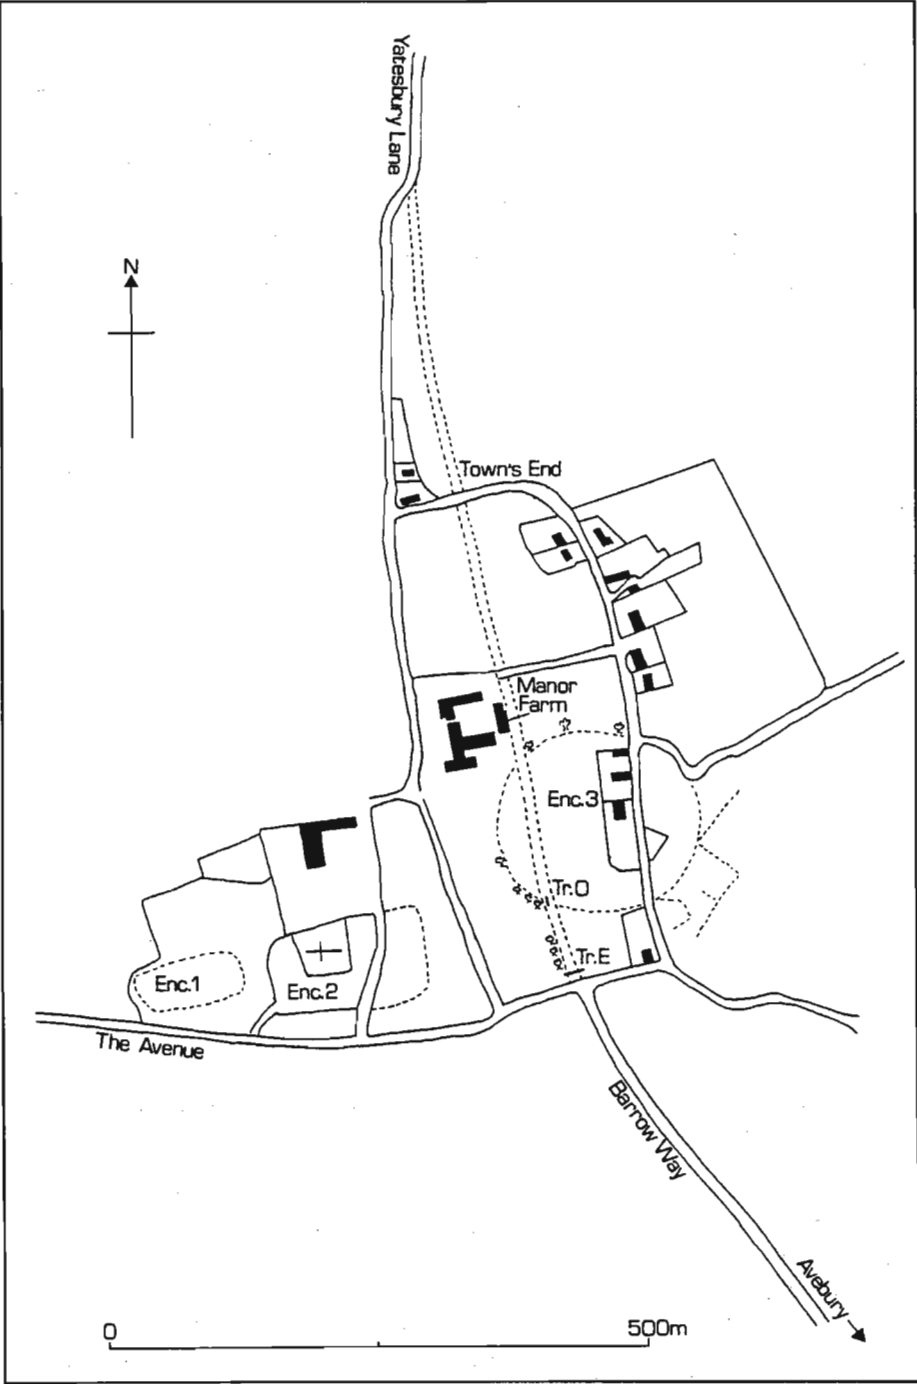 Yatesbury Lane
N
Town's End
Manor
Farm
Enc.3
Tr.O
Tr.E
Enc.1
Enc.2
The Avenue
Barrow Way
Avebury
0
500m